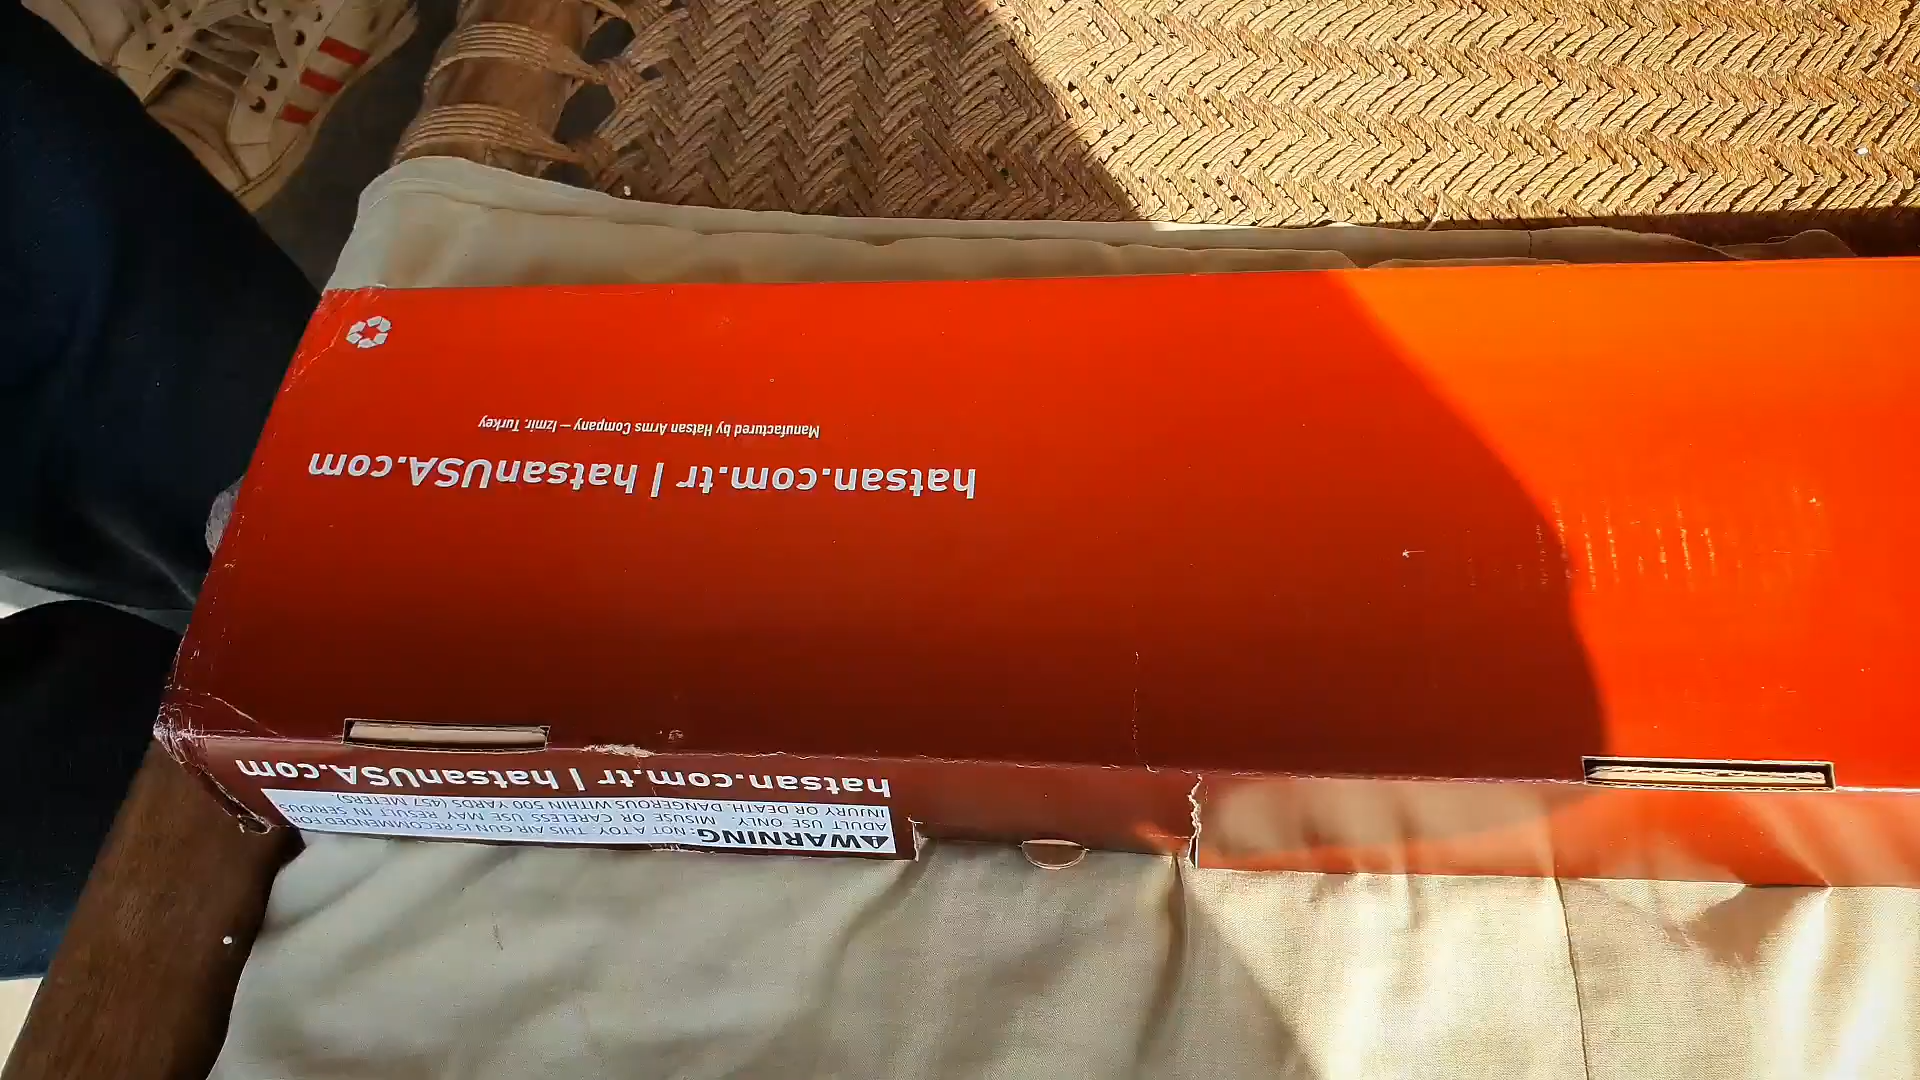 hatsan.com.tr | hatsanUSA.com
Manufactured by Hatsan Arms Company – Izmir, Turkey
WARNING: NOT A TOY. THIS AIR GUN IS RECOMMENDED FOR
ADULT USE ONLY. MISUSE OR CARELESS USE MAY RESULT IN SERIOUS
INJURY OR DEATH. DANGEROUS WITHIN 500 YARDS (457 METERS).
hatsan.com.tr | hatsanUSA.com